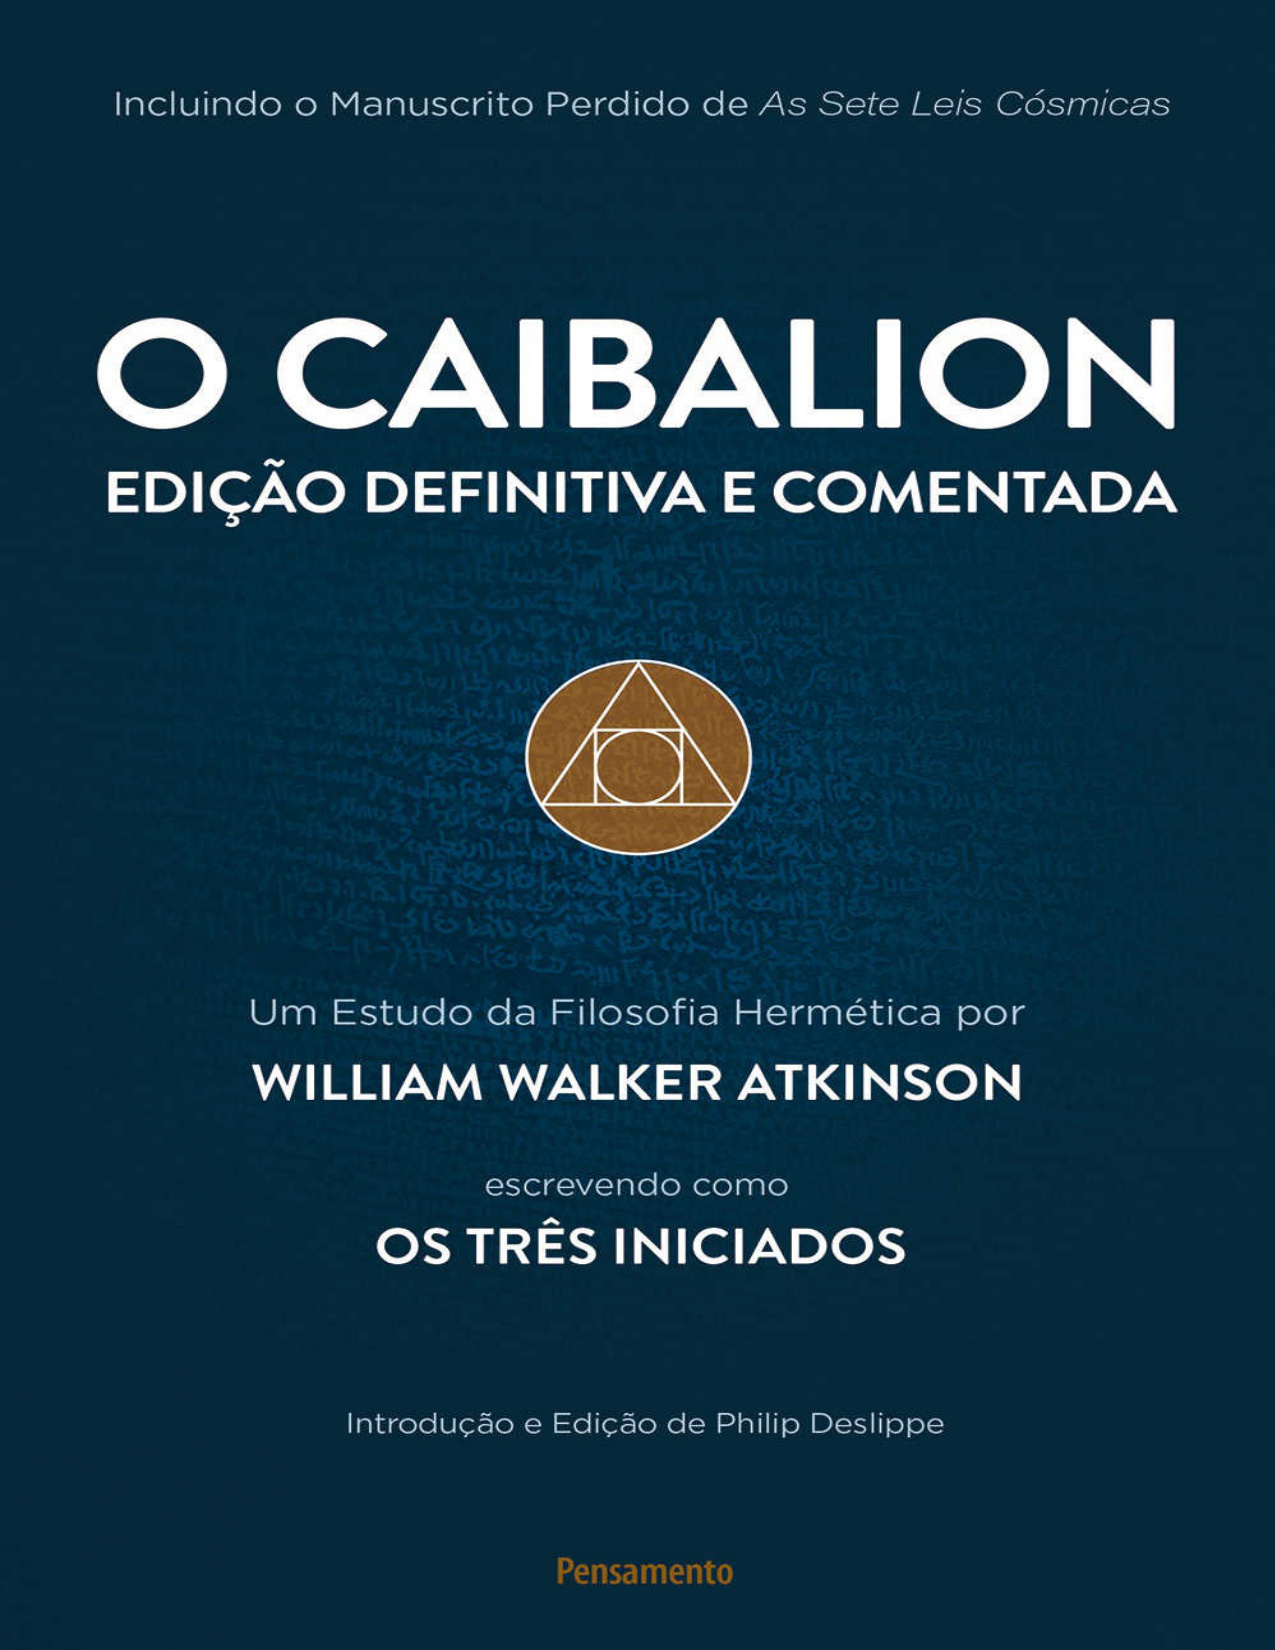 Incluindo o Manuscrito Perdido de As Sete Leis Cósmicas
O CAIBALION
EDIÇÃO DEFINITIVA E COMENTADA
Um Estudo da Filosofia Hermética por
WILLIAM WALKER ATKINSON
escrevendo como
OS TRÊS INICIADOS
Introdução e Edição de Philip Deslippe
Pensamento